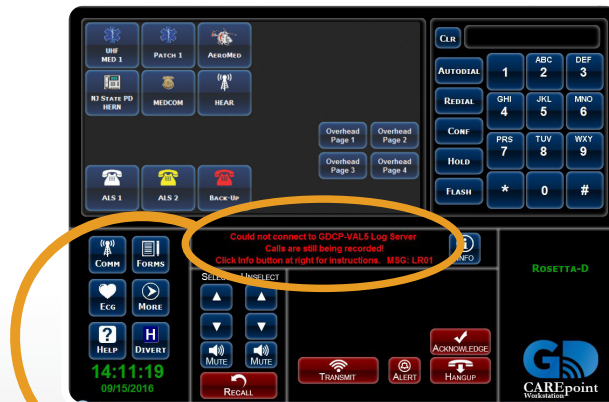 UHF
MED 1
PATCH 1
AEROMED
NJ STATE PD
HERN
MEDCOM
HEAR
Overhead
Page 1
Overhead
Page 2
Overhead
Page 3
Overhead
Page 4
ALS 1
ALS 2
BACK-UP
CLR
AUTODIAL
REDIAL
CONF
HOLD
FLASH
1
ABC
2
DEF
3
GHI
4
JKL
5
MNO
6
PRS
7
TUV
8
WXY
9
*
0
#
Could not connect to GDCP-VAL5 Log Server
Calls are still being recorded!
Click Info button at right for instructions. MSG: LR01
INFO
COMM
FORMS
ECG
MORE
HELP
H
DIVERT
14:11:19
09/15/2016
SELECT
UNSELECT
MUTE
MUTE
RECALL
TRANSMIT
ALERT
ACKNOWLEDGE
HANGUP
ROSETTA-D
CAREpoint
Workstation